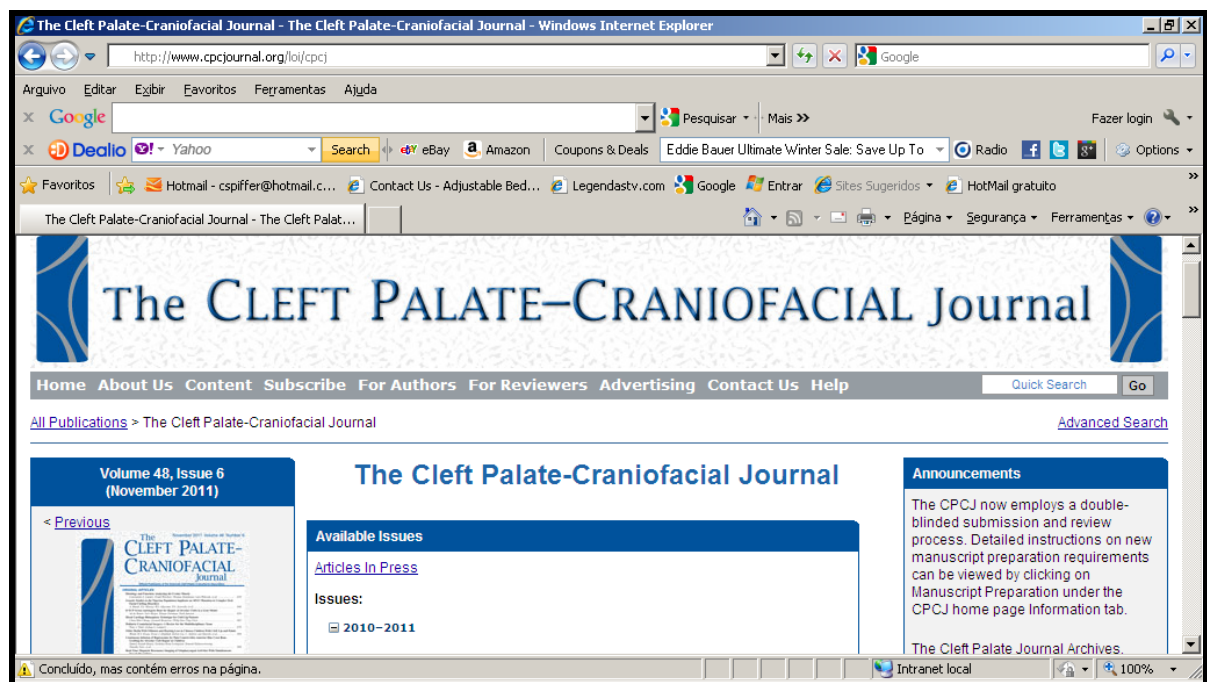 The Cleft Palate-Craniofacial Journal - The Cleft Palate-Craniofacial Journal - Windows Internet Explorer
http://www.cpcjournal.org/loi/cpcj
Google
Arquivo Editar Exibir Favoritos Ferramentas Ajuda
x Google Pesquisar Mais >> Fazer login
x Dealio Yahoo Search eBay Amazon Coupons & Deals Eddie Bauer Ultimate Winter Sale: Save Up To Radio Options
Favoritos Hotmail - cspiffer@hotmail.c... Contact Us - Adjustable Bed... Legendastv.com Google Entrar Sites Sugeridos HotMail gratuito >>
The Cleft Palate-Craniofacial Journal - The Cleft Palat... Página Segurança Ferramentas >>
The CLEFT PALATE–CRANIOFACIAL Journal
Home About Us Content Subscribe For Authors For Reviewers Advertising Contact Us Help Quick Search Go
All Publications > The Cleft Palate-Craniofacial Journal Advanced Search
Volume 48, Issue 6
(November 2011)
< Previous
The
CLEFT PALATE-
CRANIOFACIAL
Journal
The Cleft Palate-Craniofacial Journal
Available Issues
Articles In Press
Issues:
2010-2011
Announcements
The CPCJ now employs a double-
blinded submission and review
process. Detailed instructions on new
manuscript preparation requirements
can be viewed by clicking on
Manuscript Preparation under the
CPCJ home page Information tab.
The Cleft Palate Journal Archives.
Concluído, mas contém erros na página. Intranet local 100%